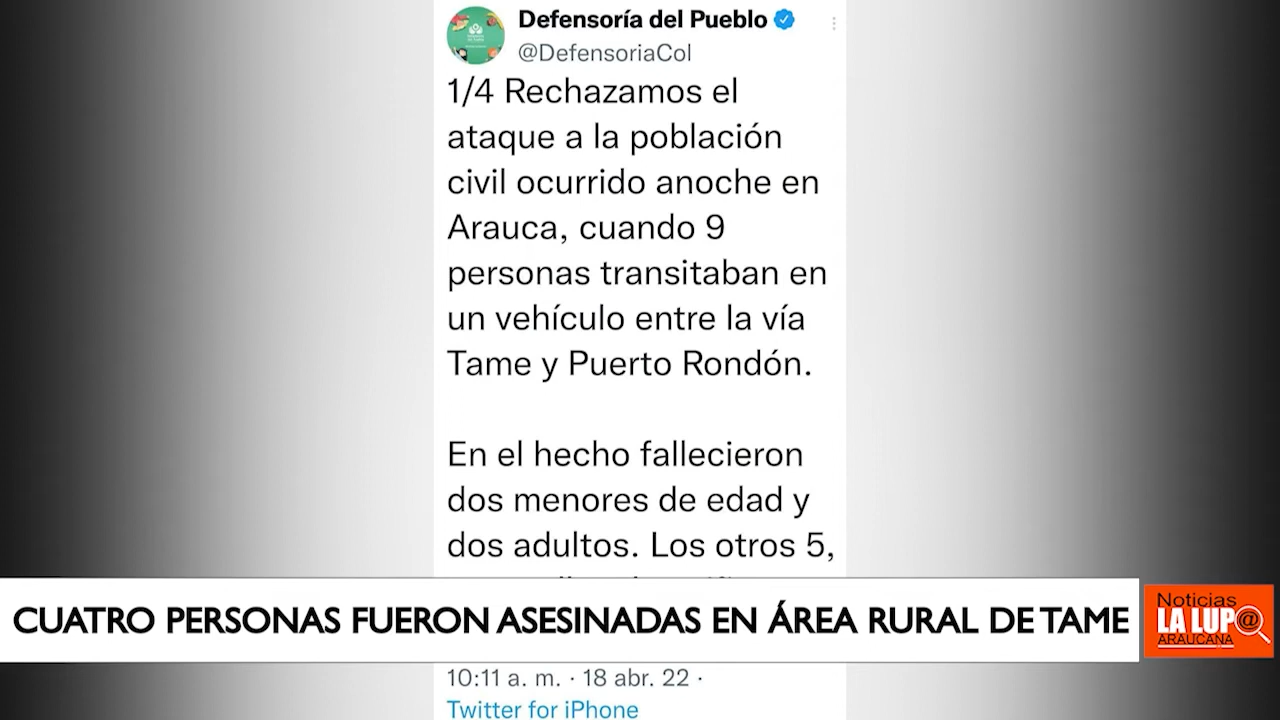 Defensoría del Pueblo
@DefensoriaCol
1/4 Rechazamos el
ataque a la población
civil ocurrido anoche en
Arauca, cuando 9
personas transitaban en
un vehículo entre la vía
Tame y Puerto Rondón.
En el hecho fallecieron
dos menores de edad y
dos adultos. Los otros 5,
CUATRO PERSONAS FUERON ASESINADAS EN ÁREA RURAL DE TAME
Noticias
LA LUP@
ARAUCANA
10:11 a. m. · 18 abr. 22 ·
Twitter for iPhone